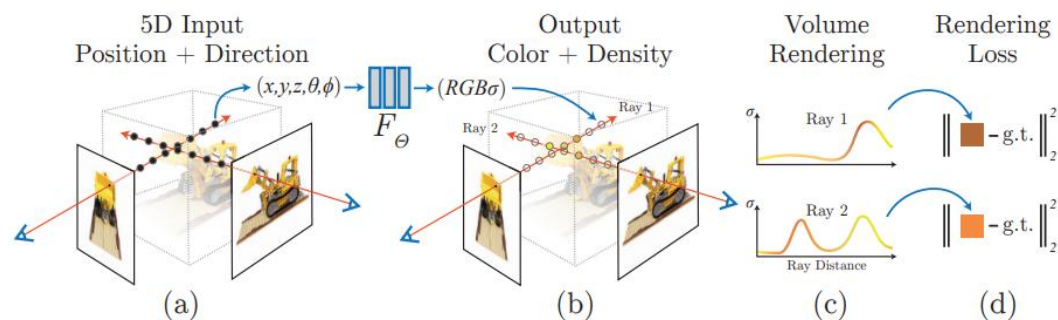 5D Input
Position + Direction
Output
Color + Density
Volume
Rendering
Rendering
Loss
(x,y,z,θ,ϕ)
F_Θ
(RGBσ)
Ray 1
Ray 2
σ
Ray 1
σ
Ray 2
Ray Distance
‖ - g.t. ‖²₂
‖ - g.t. ‖²₂
(a)
(b)
(c)
(d)